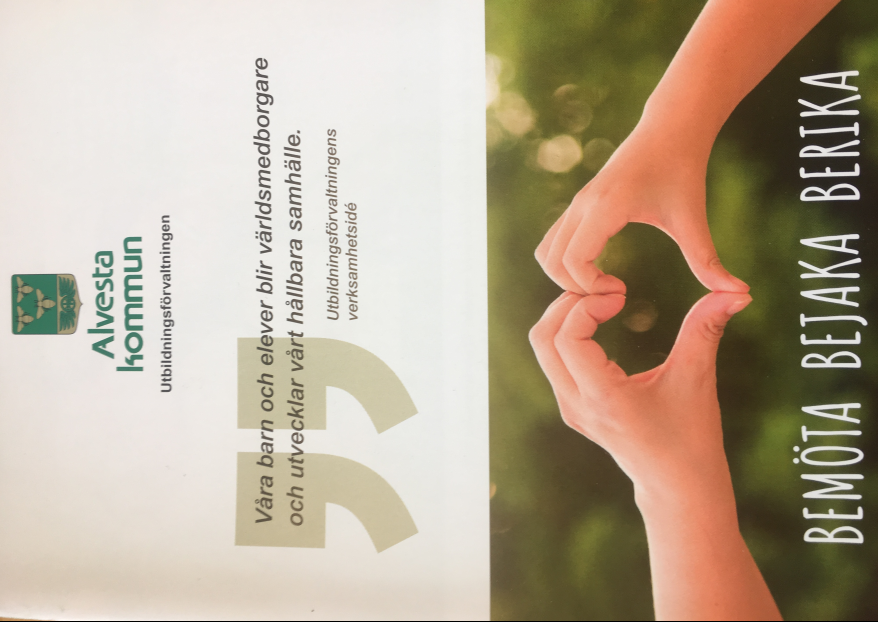 Alvesta
kommun
Utbildningsförvaltningen
Våra barn och elever blir världsmedborgare
och utvecklar vårt hållbara samhälle.
Utbildningsförvaltningens
verksamhetsidé
BEMÖTA BEJAKA BERIKA